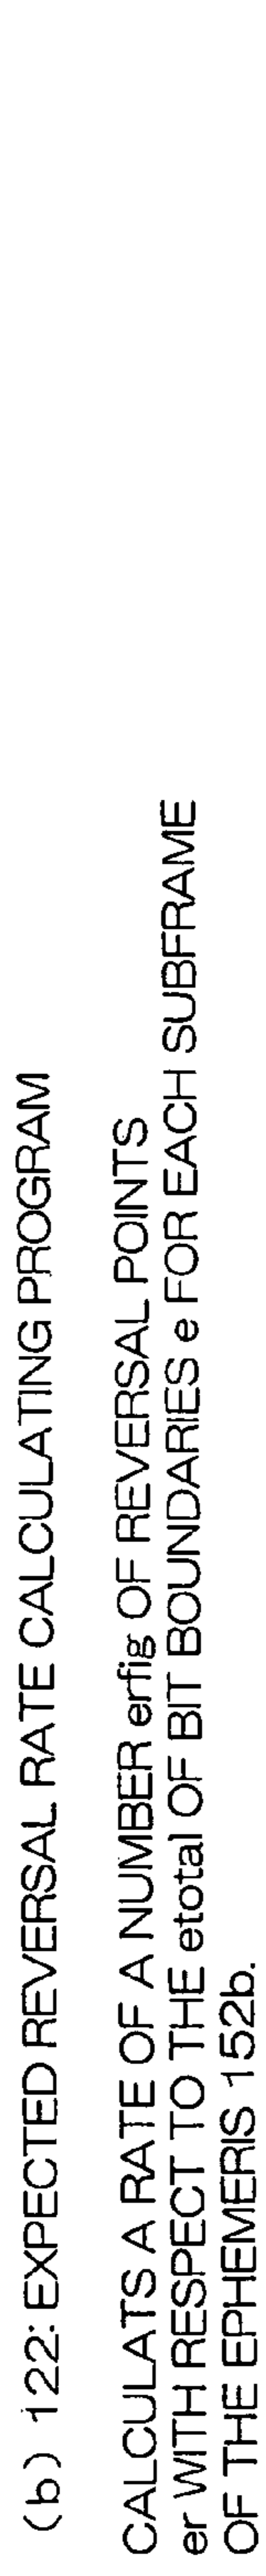 (b) 122: EXPECTED REVERSAL RATE CALCULATING PROGRAM
CALCULATS A RATE OF A NUMBER erfig OF REVERSAL POINTS
er WITH RESPECT TO THE etotal OF BIT BOUNDARIES e FOR EACH SUBFRAME
OF THE EPHEMERIS 152b.